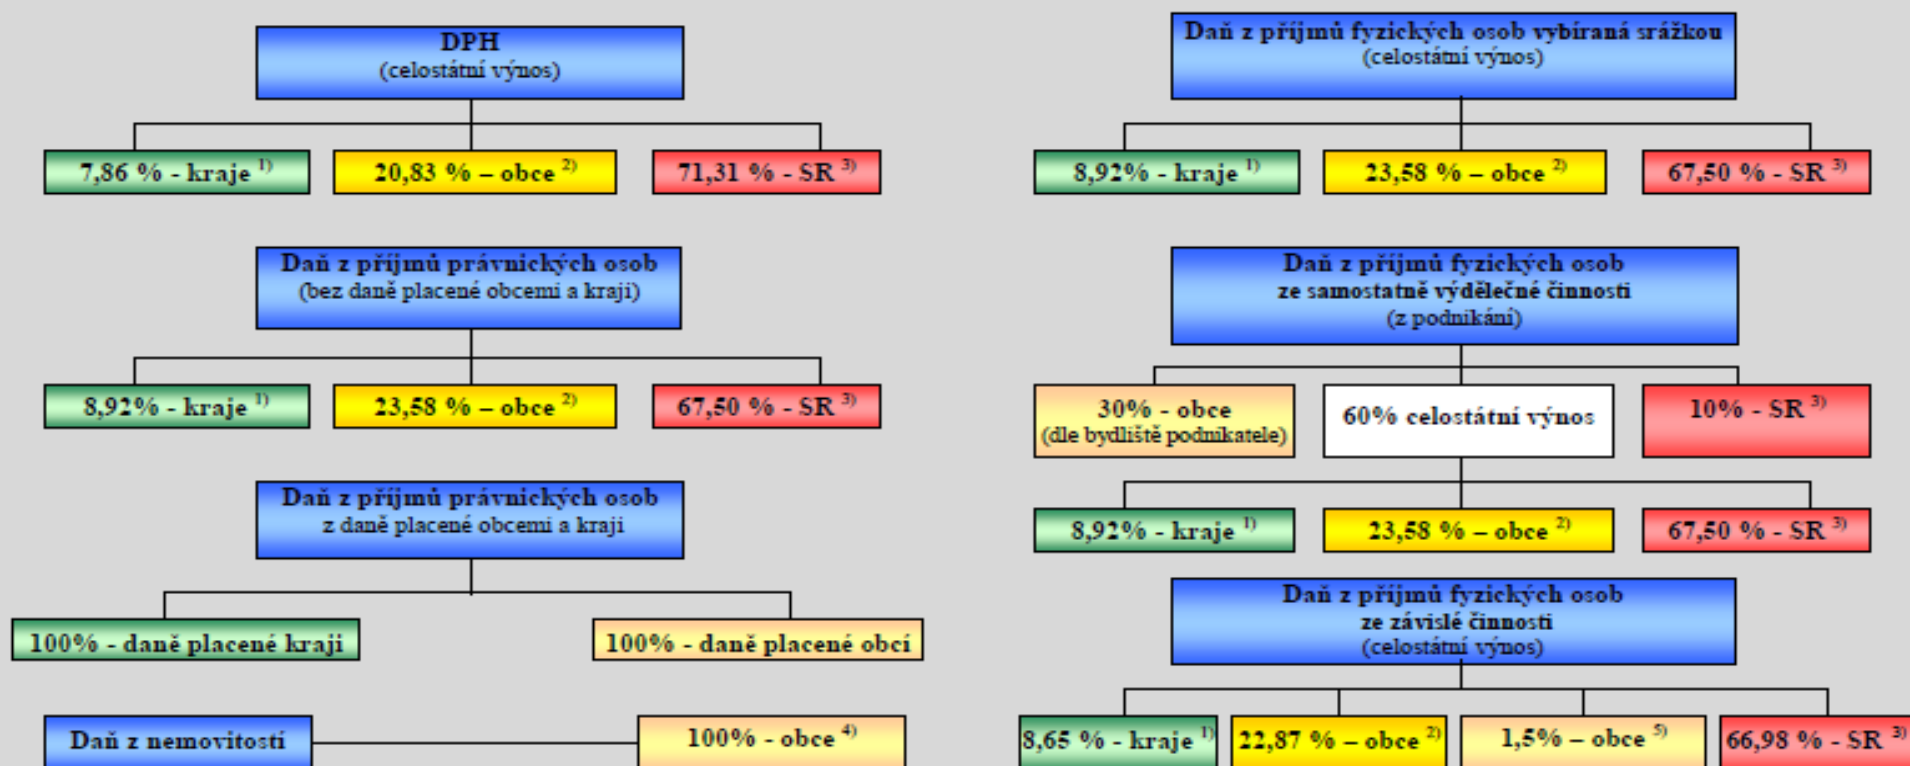 DPH
(celostátní výnos)
7,86 % - kraje 1)
20,83 % – obce 2)
71,31 % - SR 3)
Daň z příjmů právnických osob
(bez daně placené obcemi a kraji)
8,92% - kraje 1)
23,58 % – obce 2)
67,50 % - SR 3)
Daň z příjmů právnických osob
z daně placené obcemi a kraji
100% - daně placené kraji
100% - daně placené obcí
Daň z nemovitostí
100% - obce 4)
Daň z příjmů fyzických osob vybíraná srážkou
(celostátní výnos)
8,92% - kraje 1)
23,58 % – obce 2)
67,50 % - SR 3)
Daň z příjmů fyzických osob
ze samostatně výdělečné činnosti
(z podnikání)
30% - obce
(dle bydliště podnikatele)
60% celostátní výnos
10% - SR 3)
8,92% - kraje 1)
23,58 % – obce 2)
67,50 % - SR 3)
Daň z příjmů fyzických osob
ze závislé činnosti
(celostátní výnos)
8,65 % - kraje 1)
22,87 % – obce 2)
1,5% – obce 5)
66,98 % - SR 3)